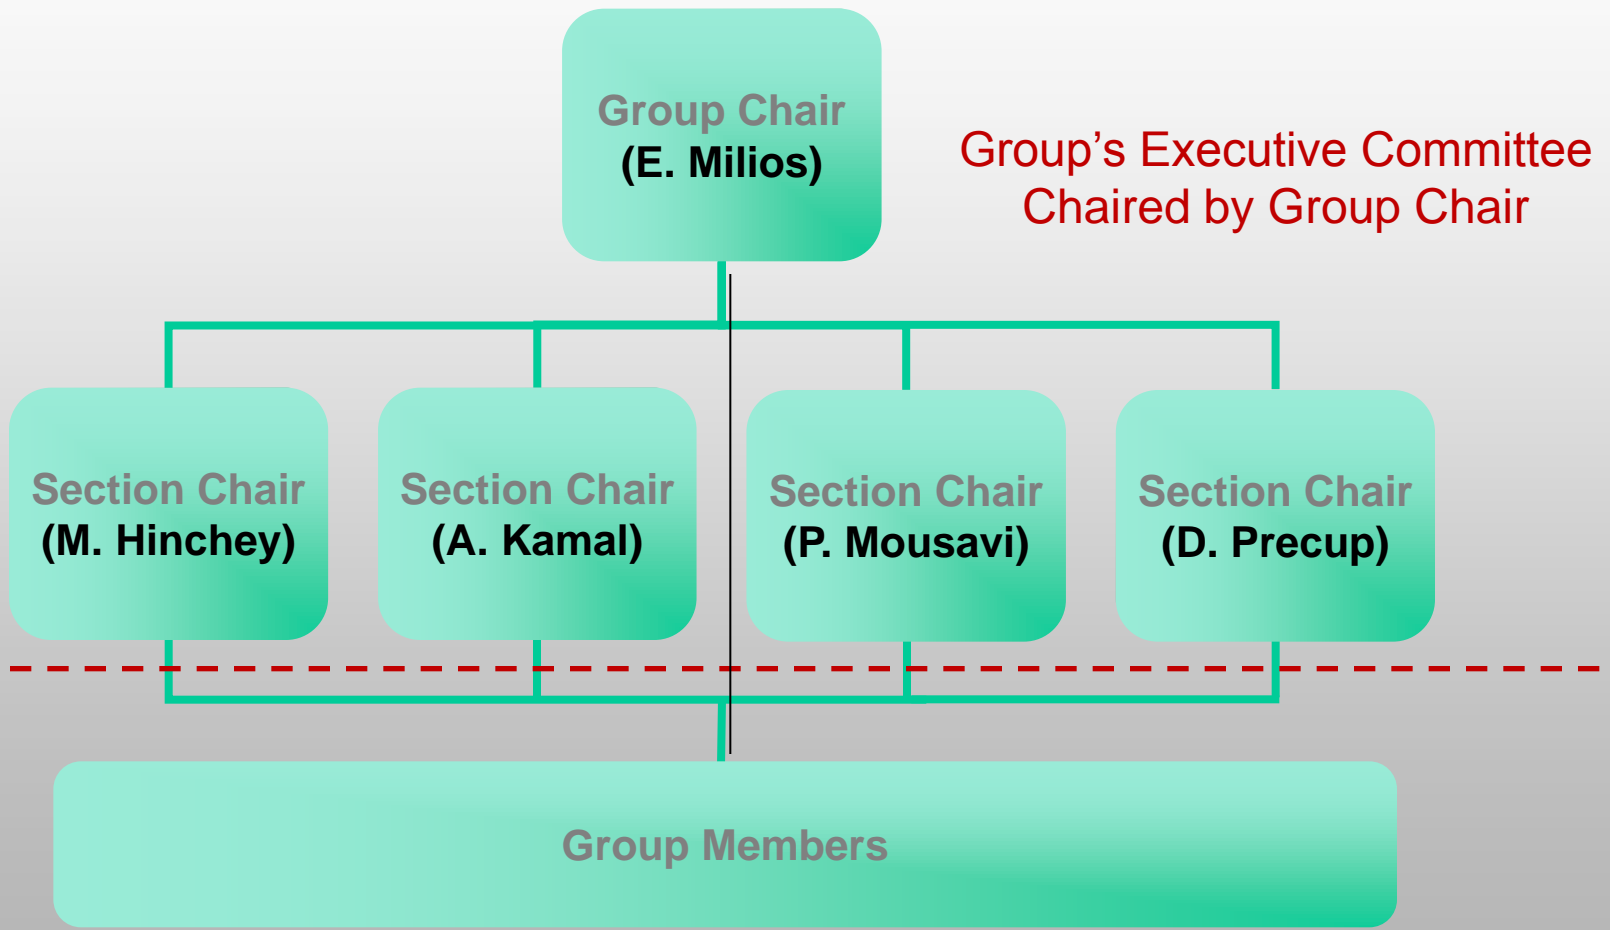 Group Chair
(E. Milios)
Group’s Executive Committee
Chaired by Group Chair
Section Chair
(M. Hinchey)
Section Chair
(A. Kamal)
Section Chair
(P. Mousavi)
Section Chair
(D. Precup)
Group Members